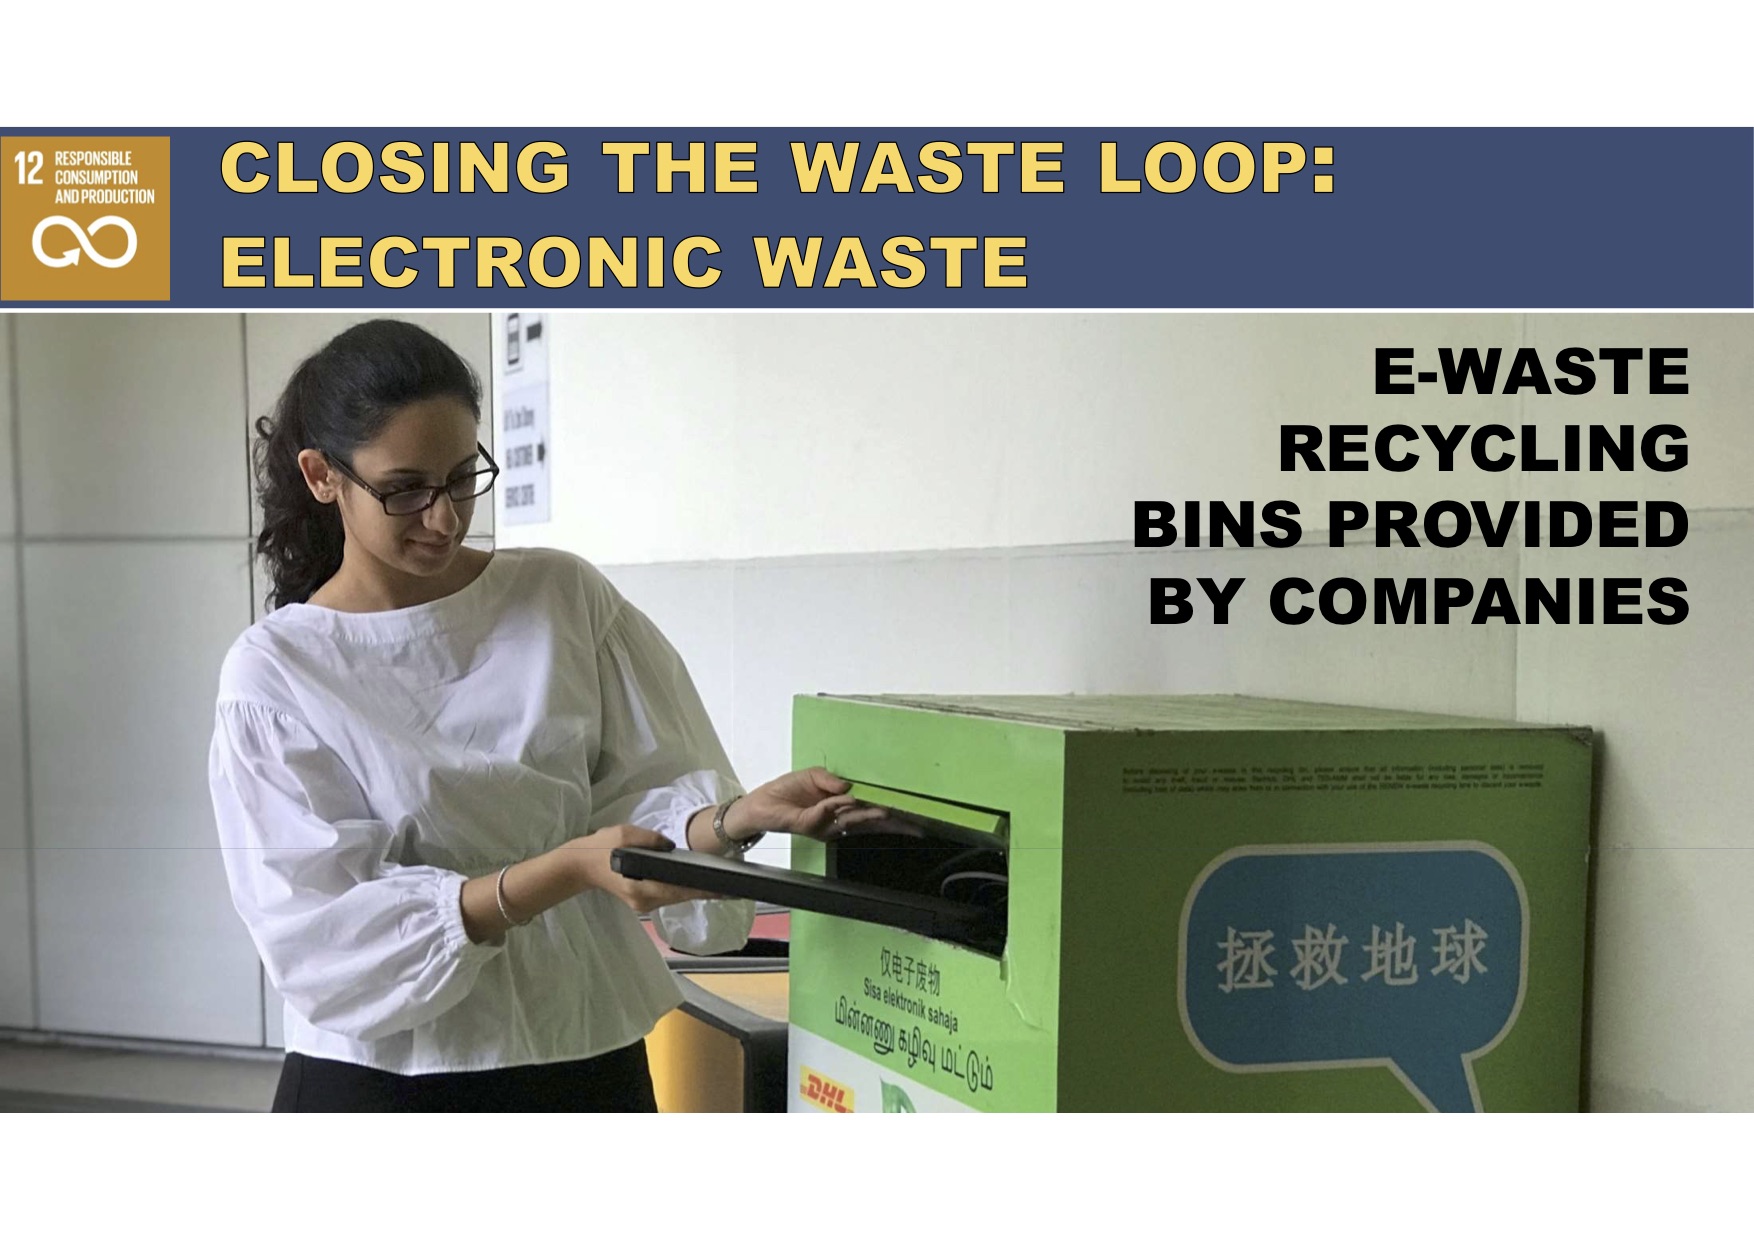 12 RESPONSIBLE
CONSUMPTION
AND PRODUCTION
CLOSING THE WASTE LOOP:
ELECTRONIC WASTE
E-WASTE
RECYCLING
BINS PROVIDED
BY COMPANIES
拯救地球
仅电子废物
Sisa elektronik sahaja
மின்னணு கழிவு மட்டும்
DHL